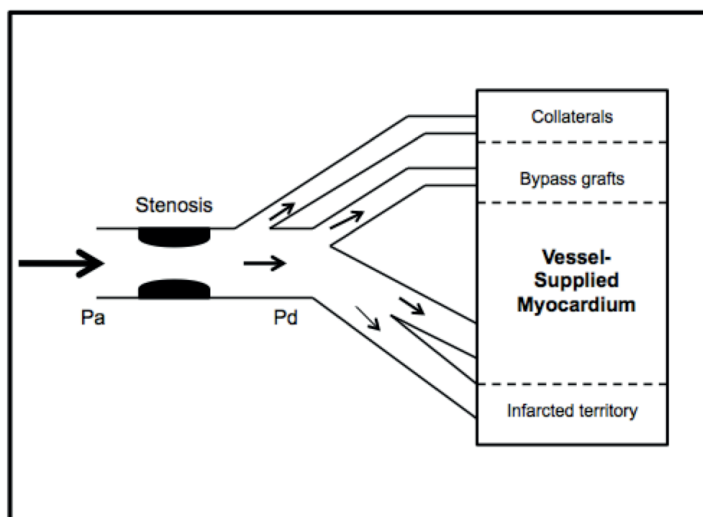 Collaterals
Stenosis
Bypass grafts
Vessel-
Supplied
Myocardium
Pa
Pd
Infarcted territory